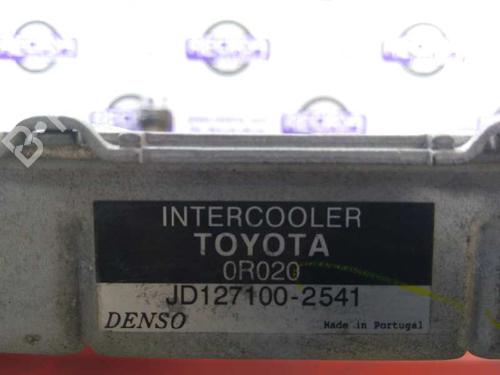 INTERCOOLER
TOYOTA
0R020
JD127100-2541
DENSO
Made in Portugal